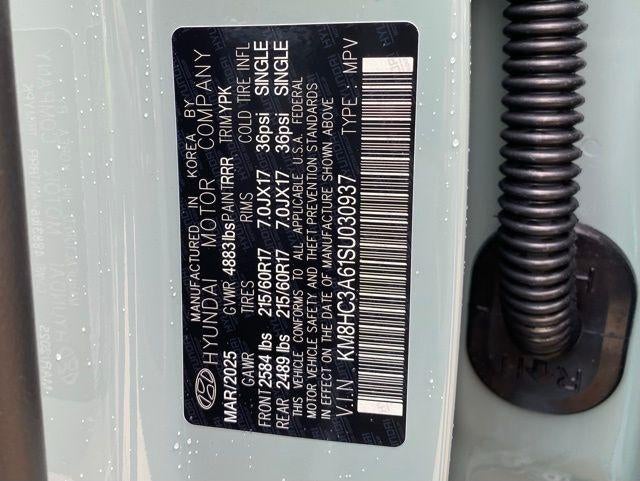 MANUFACTURED IN KOREA BY
HYUNDAI MOTOR COMPANY
MAR/2025 GVWR 4883lbs PAINT RRR TRIM YPK
GAWR TIRES RIMS COLD TIRE INFL
FRONT 2584 lbs 215/60R17 7.0JX17 36psi SINGLE
REAR 2489 lbs 215/60R17 7.0JX17 36psi SINGLE
THIS VEHICLE CONFORMS TO ALL APPLICABLE U.S.A. FEDERAL
MOTOR VEHICLE SAFETY AND THEFT PREVENTION STANDARDS
IN EFFECT ON THE DATE OF MANUFACTURE SHOWN ABOVE
V.I.N : KM8HC3A61SU030937 TYPE : MPV